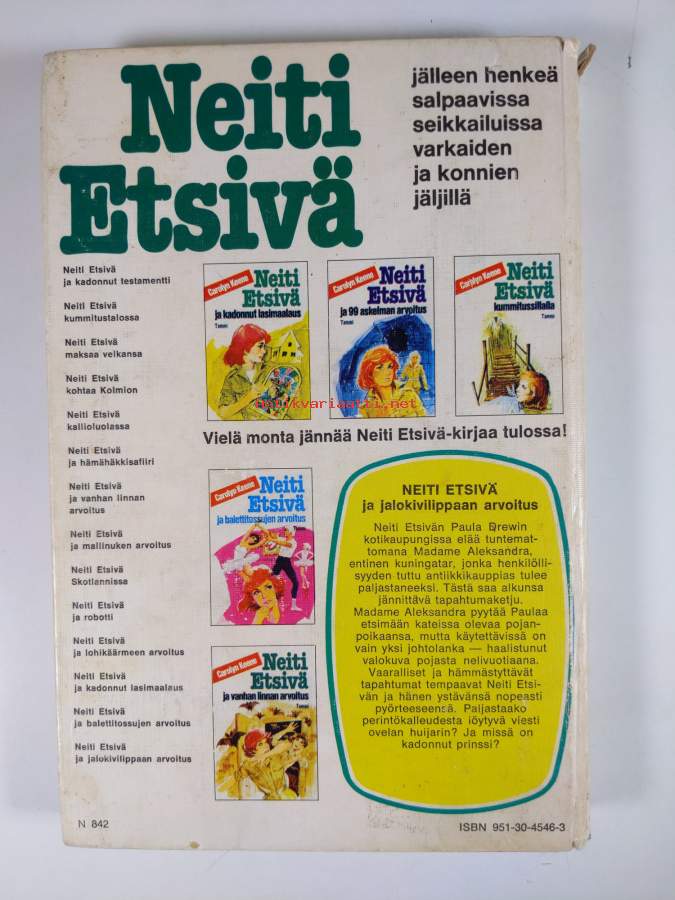 Neiti
Etsivä
jälleen henkeä
salpaavissa
seikkailuissa
varkaiden
ja konnien
jäljillä
Neiti Etsivä
ja kadonnut testamentti
Neiti Etsivä
kummitustalossa
Neiti Etsivä
maksaa velkansa
Neiti Etsivä
kohtaa Kolmion
Neiti Etsivä
kallioluolassa
Neiti Etsivä
ja hämähäkkisafiiri
Neiti Etsivä
ja vanhan linnan
arvoitus
Neiti Etsivä
ja mallinuken arvoitus
Neiti Etsivä
Skotlannissa
Neiti Etsivä
ja robotti
Neiti Etsivä
ja lohikäärmeen arvoitus
Neiti Etsivä
ja kadonnut lasimaalaus
Neiti Etsivä
ja balettitossujen arvoitus
Neiti Etsivä
ja jalokivilippaan arvoitus
Carolyn Keene
Neiti
Etsivä
ja kadonnut lasimaalaus
Tammi
Carolyn Keene
Neiti
Etsivä
ja 99 askelman arvoitus
Tammi
Carolyn Keene
Neiti
Etsivä
kummitussillalla
Tammi
antikvariaatti.net
Vielä monta jännää Neiti Etsivä-kirjaa tulossa!
Carolyn Keene
Neiti
Etsivä
ja balettitossujen arvoitus
Tammi
Carolyn Keene
Neiti
Etsivä
ja vanhan linnan arvoitus
Tammi
NEITI ETSIVÄ
ja jalokivilippaan arvoitus
Neiti Etsivän Paula Drewin
kotikaupungissa elää tuntemat-
tomana Madame Aleksandra,
entinen kuningatar, jonka henkilölli-
syyden tuttu antiikkikauppias tulee
paljastaneeksi. Tästä saa alkunsa
jännittävä tapahtumaketju.
Madame Aleksandra pyytää Paulaa
etsimään kateissa olevaa pojan-
poikaansa, mutta käytettävissä on
vain yksi johtolanka — haalistunut
valokuva pojasta nelivuotiaana.
Vaaralliset ja hämmästyttävät
tapahtumat tempaavat Neiti Etsi-
vän ja hänen ystävänsä nopeasti
pyörteeseensä. Paljastaako
perintökalleudesta löytyvä viesti
ovelan huijarin? Ja missä on
kadonnut prinssi?
N 842
ISBN 951-30-4546-3